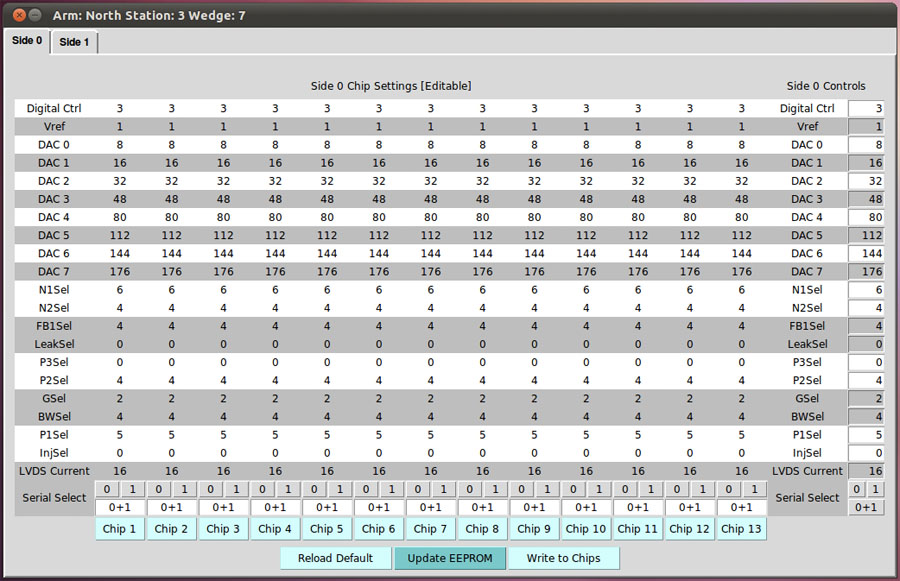 Arm: North Station: 3 Wedge: 7
Side 0 Side 1
Side 0 Chip Settings [Editable] Side 0 Controls
Digital Ctrl 3 3 3 3 3 3 3 3 3 3 3 3 3 Digital Ctrl 3
Vref 1 1 1 1 1 1 1 1 1 1 1 1 1 Vref 1
DAC 0 8 8 8 8 8 8 8 8 8 8 8 8 8 DAC 0 8
DAC 1 16 16 16 16 16 16 16 16 16 16 16 16 16 DAC 1 16
DAC 2 32 32 32 32 32 32 32 32 32 32 32 32 32 DAC 2 32
DAC 3 48 48 48 48 48 48 48 48 48 48 48 48 48 DAC 3 48
DAC 4 80 80 80 80 80 80 80 80 80 80 80 80 80 DAC 4 80
DAC 5 112 112 112 112 112 112 112 112 112 112 112 112 112 DAC 5 112
DAC 6 144 144 144 144 144 144 144 144 144 144 144 144 144 DAC 6 144
DAC 7 176 176 176 176 176 176 176 176 176 176 176 176 176 DAC 7 176
N1Sel 6 6 6 6 6 6 6 6 6 6 6 6 6 N1Sel 6
N2Sel 4 4 4 4 4 4 4 4 4 4 4 4 4 N2Sel 4
FB1Sel 4 4 4 4 4 4 4 4 4 4 4 4 4 FB1Sel 4
LeakSel 0 0 0 0 0 0 0 0 0 0 0 0 0 LeakSel 0
P3Sel 0 0 0 0 0 0 0 0 0 0 0 0 0 P3Sel 0
P2Sel 4 4 4 4 4 4 4 4 4 4 4 4 4 P2Sel 4
GSel 2 2 2 2 2 2 2 2 2 2 2 2 2 GSel 2
BWSel 4 4 4 4 4 4 4 4 4 4 4 4 4 BWSel 4
P1Sel 5 5 5 5 5 5 5 5 5 5 5 5 5 P1Sel 5
InjSel 0 0 0 0 0 0 0 0 0 0 0 0 0 InjSel 0
LVDS Current 16 16 16 16 16 16 16 16 16 16 16 16 16 LVDS Current 16
Serial Select 0 1 0 1 0 1 0 1 0 1 0 1 0 1 0 1 0 1 0 1 0 1 0 1 0 1 Serial Select 0 1
0+1 0+1 0+1 0+1 0+1 0+1 0+1 0+1 0+1 0+1 0+1 0+1 0+1 0+1
Chip 1 Chip 2 Chip 3 Chip 4 Chip 5 Chip 6 Chip 7 Chip 8 Chip 9 Chip 10 Chip 11 Chip 12 Chip 13
Reload Default Update EEPROM Write to Chips